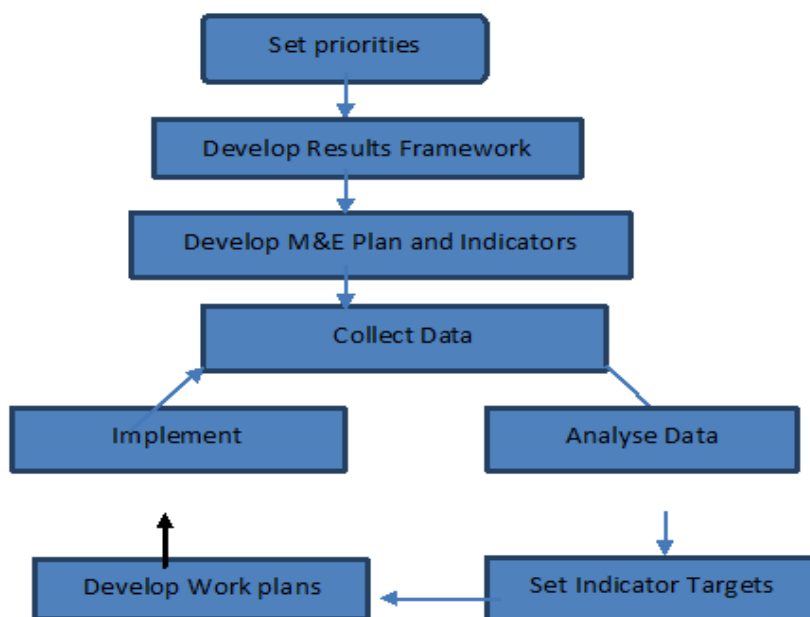 Set priorities
Develop Results Framework
Develop M&E Plan and Indicators
Collect Data
Implement
Analyse Data
Develop Work plans
Set Indicator Targets